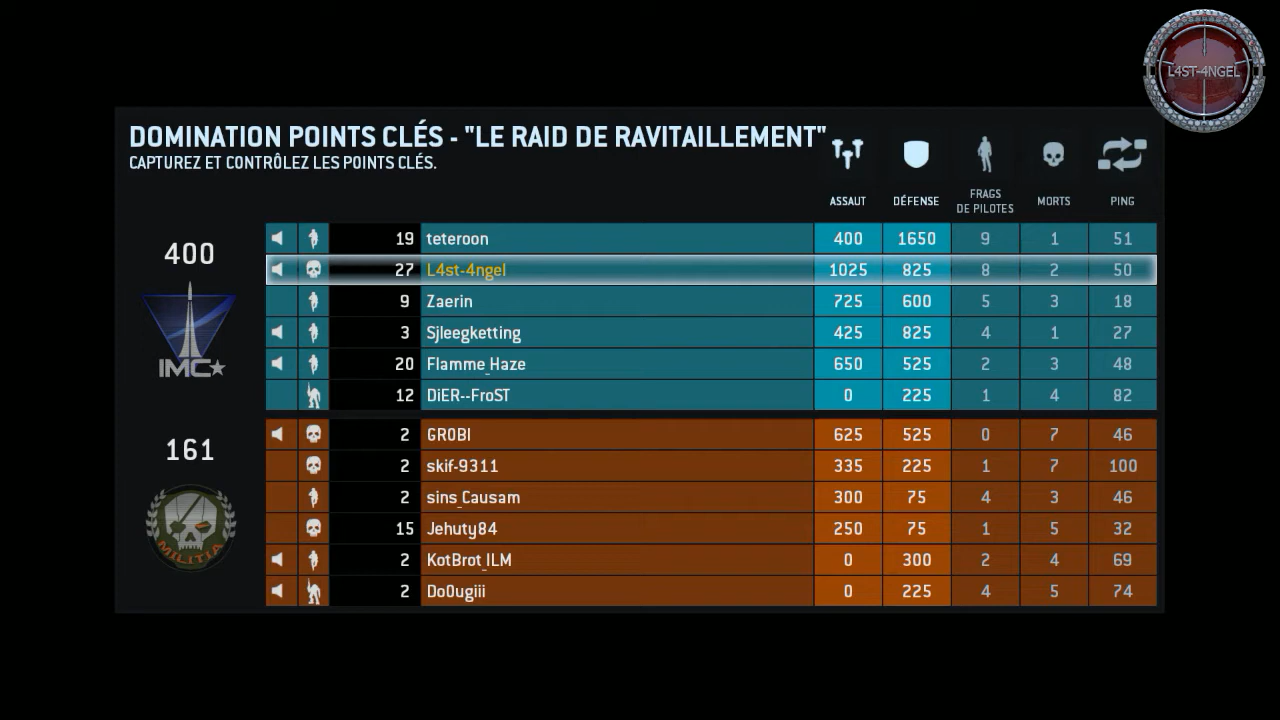 L4ST-4NGEL
DOMINATION POINTS CLÉS - "LE RAID DE RAVITAILLEMENT"
CAPTUREZ ET CONTRÔLEZ LES POINTS CLÉS.
ASSAUT DÉFENSE FRAGS DE PILOTES MORTS PING
400
IMC
19 teteroon 400 1650 9 1 51
27 L4st-4ngel 1025 825 8 2 50
9 Zaerin 725 600 5 3 18
3 Sjleegketting 425 825 4 1 27
20 Flamme_Haze 650 525 2 3 48
12 DiER--FroST 0 225 1 4 82
161
MILITIA
2 GROBI 625 525 0 7 46
2 skif-9311 335 225 1 7 100
2 sins_Causam 300 75 4 3 46
15 Jehuty84 250 75 1 5 32
2 KotBrot_ILM 0 300 2 4 69
2 Do0ugiii 0 225 4 5 74